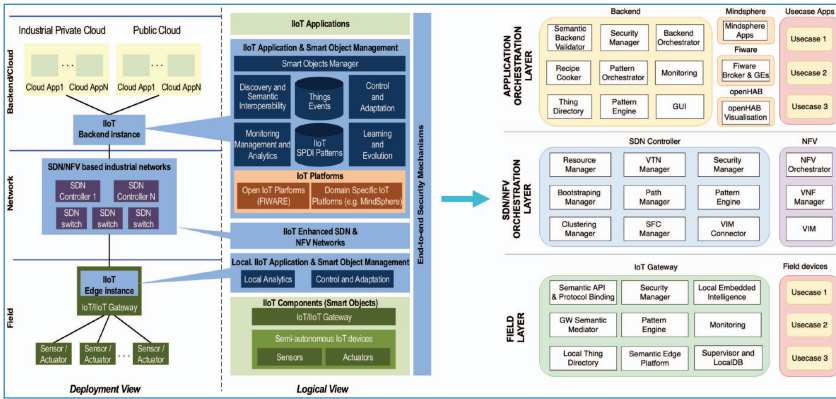 Industrial Private Cloud
Public Cloud
Cloud App1
Cloud AppN
Cloud App1
Cloud AppN
Backend/Cloud
IIoT
Backend instance
Network
SDN/NFV based industrial networks
SDN
Controller 1
SDN
Controller N
SDN
switch
SDN
switch
SDN
switch
Field
IIoT
Edge instance
IoT/IIoT Gateway
Sensor /
Actuator
Sensor /
Actuator
Sensor /
Actuator
Deployment View
IIoT Applications
IIoT Application & Smart Object Management
Smart Objects Manager
Discovery and
Semantic
Interoperability
Things
Events
Control
and
Adaptation
Monitoring
Management and
Analytics
IIoT
SPDI Patterns
Learning
and
Evolution
IoT Platforms
Open IoT Plarforms
(FIWARE)
Domain Specific IoT
Platforms (e.g. MindSphere)
IIoT Enhanced SDN &
NFV Networks
Local. IIoT Application & Smart Object Management
Local Analytics
Control and Adaptation
IIoT Components (Smart Objects)
IoT/IIoT Gateway
Semi-autonomous IoT devices
Sensors
Actuators
Logical View
End-to-end Security Mechanisms
APPLICATION
ORCHESTRATION
LAYER
Backend
Semantic
Backend
Validator
Security
Manager
Backend
Orchestrator
Recipe
Cooker
Pattern
Orchestrator
Monitoring
Thing
Directory
Pattern
Engine
GUI
Mindsphere
Mindsphere
Apps
Fiware
Fiware
Broker & GEs
openHAB
openHAB
Visualisation
Usecase Apps
Usecase 1
Usecase 2
Usecase 3
SDN/NFV
ORCHESTRATION
LAYER
SDN Controller
Resource
Manager
VTN
Manager
Security
Manager
Bootstraping
Manager
Path
Manager
Pattern
Engine
Clustering
Manager
SFC
Manager
VIM
Connector
NFV
NFV
Orchestrator
VNF
Manager
VIM
FIELD
LAYER
IoT Gateway
Semantic API
& Protocol Binding
Security
Manager
Local Embedded
Intelligence
GW Semantic
Mediator
Pattern
Engine
Monitoring
Local Thing
Directory
Semantic Edge
Platform
Supervisor and
LocalDB
Field devices
Usecase 1
Usecase 2
Usecase 3